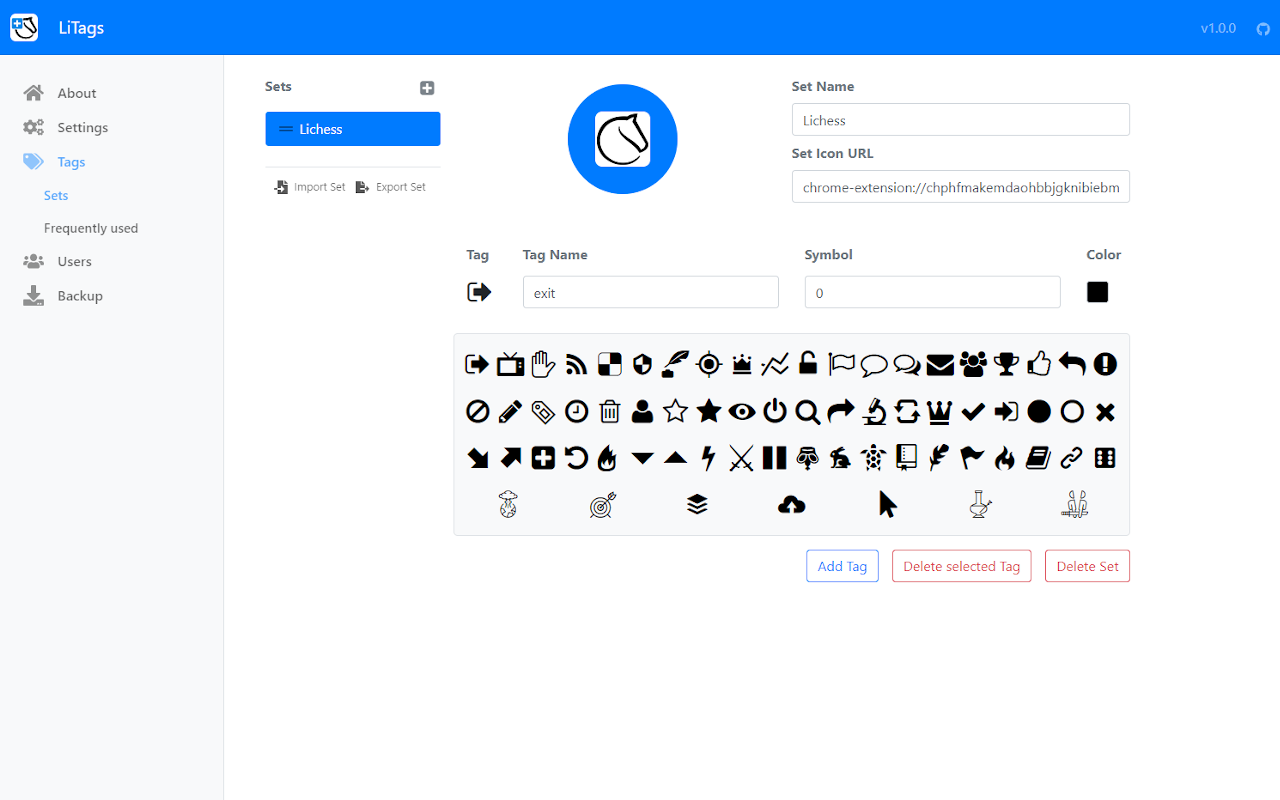 LiTags
v1.0.0
About
Settings
Tags
Sets
Frequently used
Users
Backup
Sets
Lichess
Import Set
Export Set
Set Name
Lichess
Set Icon URL
chrome-extension://chphfmakemdaohbbjgknibiebm
Tag
Tag Name
Symbol
Color
exit
0
Add Tag
Delete selected Tag
Delete Set